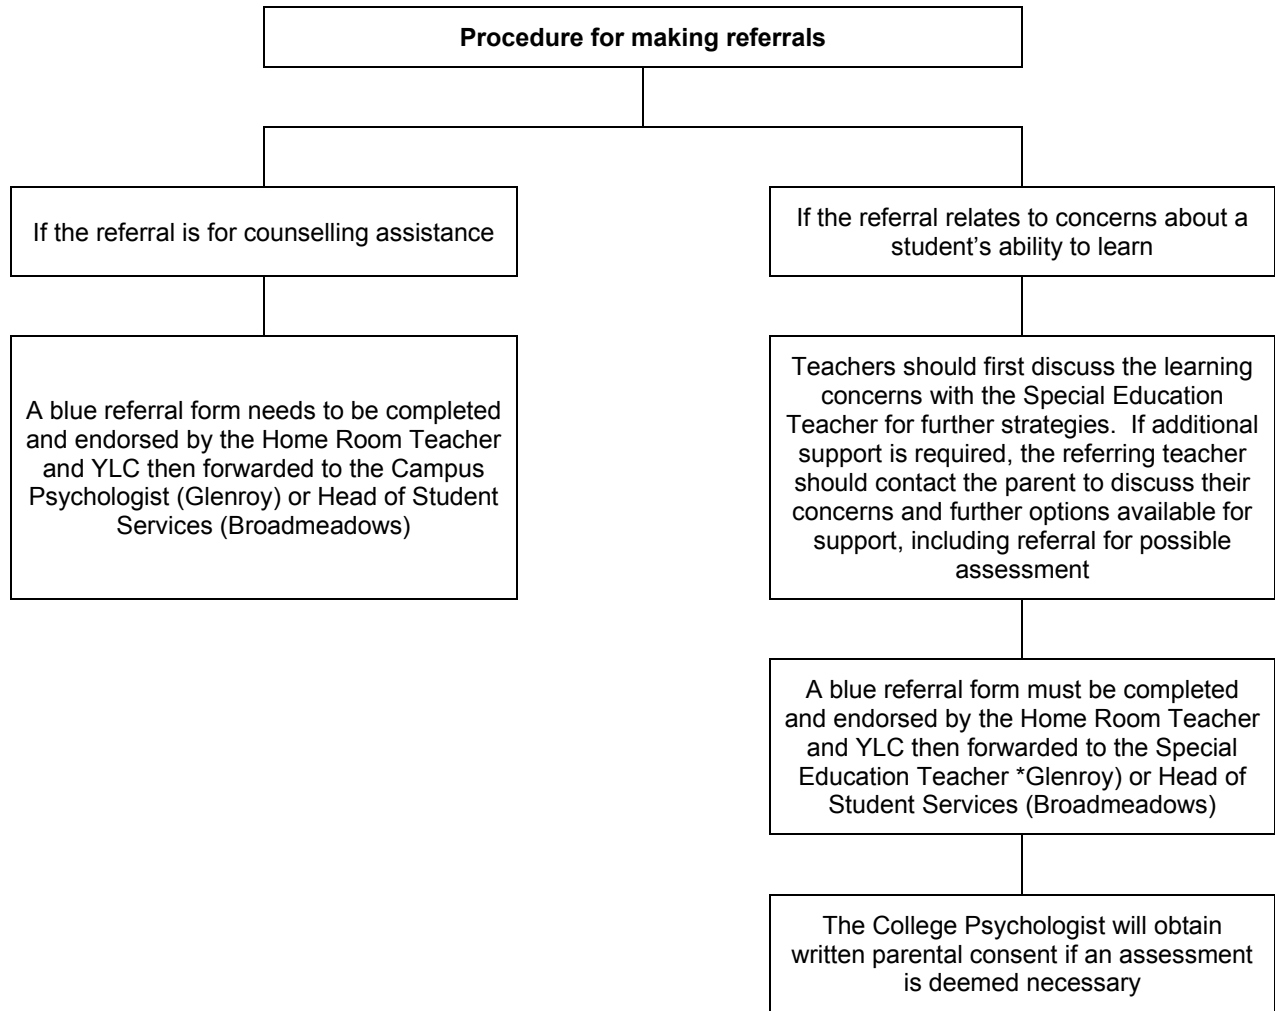 Procedure for making referrals
If the referral is for counselling assistance
If the referral relates to concerns about a
student’s ability to learn
A blue referral form needs to be completed
and endorsed by the Home Room Teacher
and YLC then forwarded to the Campus
Psychologist (Glenroy) or Head of Student
Services (Broadmeadows)
Teachers should first discuss the learning
concerns with the Special Education
Teacher for further strategies.  If additional
support is required, the referring teacher
should contact the parent to discuss their
concerns and further options available for
support, including referral for possible
assessment
A blue referral form must be completed
and endorsed by the Home Room Teacher
and YLC then forwarded to the Special
Education Teacher *Glenroy) or Head of
Student Services (Broadmeadows)
The College Psychologist will obtain
written parental consent if an assessment
is deemed necessary